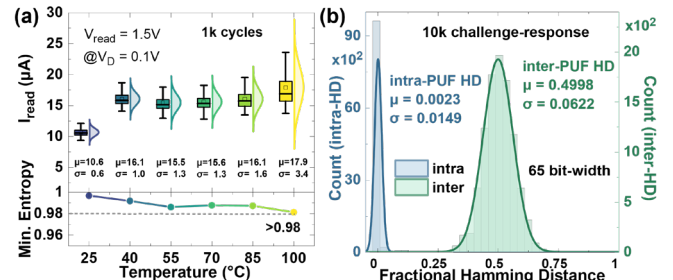 (a)
V_read = 1.5V
@V_D = 0.1V
1k cycles
I_read (μA)
30
25
20
15
10
5
μ=10.6 μ=16.1 μ=15.5 μ=15.6 μ=16.1 μ=17.9
σ= 0.6 σ= 1.0 σ= 1.3 σ= 1.3 σ= 1.6 σ= 3.4
Min. Entropy
1
0.98
0.96
>0.98
25 40 55 70 85 100
Temperature (°C)
(b)
10k challenge-response
x10²
90
60
30
0
Count (intra-HD)
intra-PUF HD
μ = 0.0023
σ = 0.0149
inter-PUF HD
μ = 0.4998
σ = 0.0622
intra
inter
65 bit-width
x10²
20
15
10
5
0
Count (inter-HD)
0 0.5 1
Fractional Hamming Distance